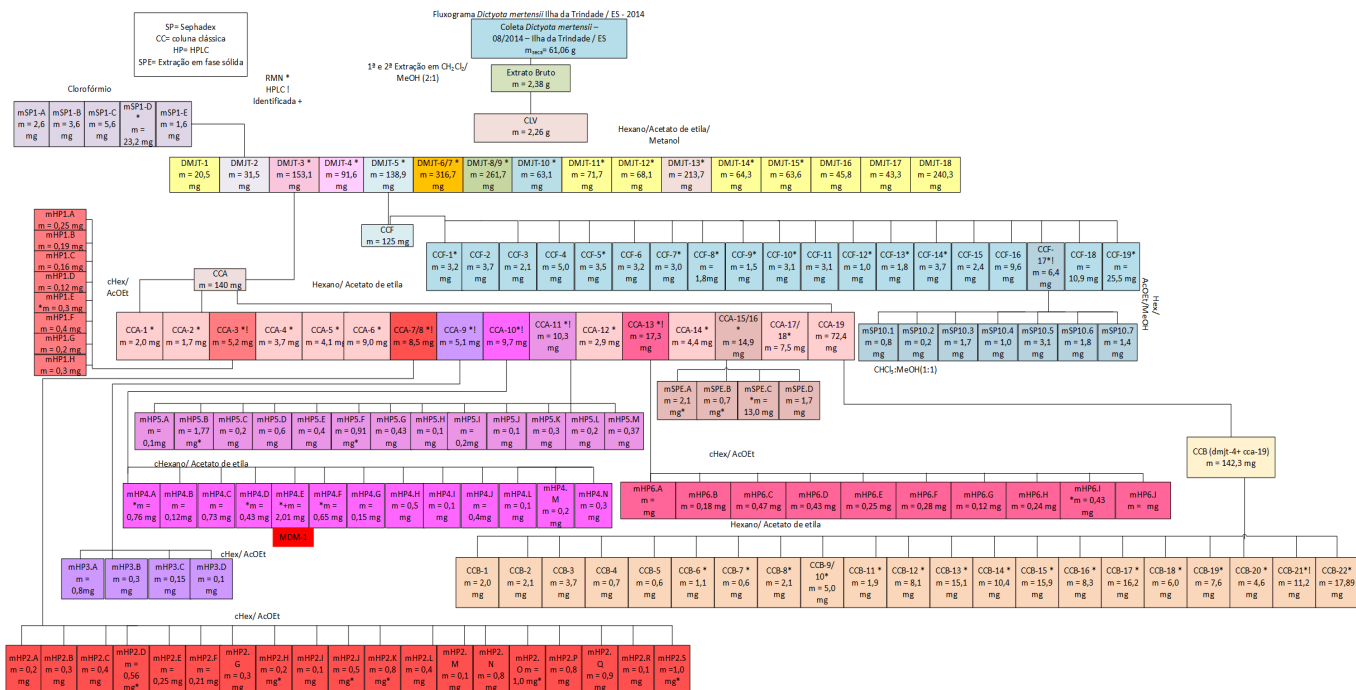 Fluxograma Dictyota mertensii Ilha da Trindade / ES - 2014
SP= Sephadex
CC= coluna clássica
HP= HPLC
SPE= Extração em fase sólida
Coleta Dictyota mertensii –
08/2014 – Ilha da Trindade / ES
mseca= 61,06 g
1ª e 2ª Extração em CH2Cl2/
MeOH (2:1)
Extrato Bruto
m = 2,38 g
RMN *
HPLC !
Identificada +
Clorofórmio
mSP1-A
m = 2,6
mg
mSP1-B
m = 3,6
mg
mSP1-C
m = 5,6
mg
mSP1-D
*
m =
23,2 mg
mSP1-E
m = 1,6
mg
CLV
m = 2,26 g
Hexano/Acetato de etila/
Metanol
DMJT-1
m = 20,5
mg
DMJT-2
m = 31,5
mg
DMJT-3 *
m = 153,1
mg
DMJT-4 *
m = 91,6
mg
DMJT-5 *
m = 138,9
mg
DMJT-6/7 *
m = 316,7
mg
DMJT-8/9 *
m = 261,7
mg
DMJT-10 *
m = 63,1
mg
DMJT-11*
m = 71,7
mg
DMJT-12*
m = 68,1
mg
DMJT-13*
m = 213,7
mg
DMJT-14*
m = 64,3
mg
DMJT-15*
m = 63,6
mg
DMJT-16
m = 45,8
mg
DMJT-17
m = 43,3
mg
DMJT-18
m = 240,3
mg
mHP1.A
m = 0,25 mg
mHP1.B
m = 0,19 mg
mHP1.C
m = 0,16 mg
mHP1.D
m = 0,12 mg
mHP1.E
*m = 0,3 mg
mHP1.F
m = 0,4 mg
mHP1.G
m = 0,2 mg
mHP1.H
m = 0,3 mg
CCF
m = 125 mg
CCF-1*
m = 3,2
mg
CCF-2
m = 3,7
mg
CCF-3
m = 2,1
mg
CCF-4
m = 5,0
mg
CCF-5*
m = 3,5
mg
CCF-6
m = 3,2
mg
CCF-7*
m = 3,0
mg
CCF-8*
m =
1,8mg
CCF-9*
m = 1,5
mg
CCF-10*
m = 3,1
mg
CCF-11
m = 3,1
mg
CCF-12*
m = 1,0
mg
CCF-13*
m = 1,8
mg
CCF-14*
m = 3,7
mg
CCF-15
m = 2,4
mg
CCF-16
m = 9,6
mg
CCF-
17*!
m = 6,4
mg
CCF-18
m =
10,9 mg
CCF-19*
m =
25,5 mg
cHex/
AcOEt
CCA
m = 140 mg
Hexano/ Acetato de etila
Hex/
AcOEt/MeOH
CCA-1 *
m = 2,0 mg
CCA-2 *
m = 1,7 mg
CCA-3 *!
m = 5,2 mg
CCA-4 *
m = 3,7 mg
CCA-5 *
m = 4,1 mg
CCA-6 *
m = 9,0 mg
CCA-7/8 *!
m = 8,5 mg
CCA-9 *!
m = 5,1 mg
CCA-10*!
m = 9,7 mg
CCA-11 *!
m = 10,3
mg
CCA-12 *
m = 2,9 mg
CCA-13 *!
m = 17,3
mg
CCA-14 *
m = 4,4 mg
CCA-15/16
*
m =
14,9 mg
CCA-17/
18*
m = 7,5 mg
CCA-19
m = 72,4
mg
mSP10.1
m = 0,8
mg
mSP10.2
m = 0,2
mg
mSP10.3
m = 1,7
mg
mSP10.4
m = 1,0
mg
mSP10.5
m = 3,1
mg
mSP10.6
m = 1,8
mg
mSP10.7
m = 1,4
mg
CHCl3:MeOH(1:1)
mSPE.A
m = 2,1
mg*
mSPE.B
m = 0,7
mg*
mSPE.C
*m =
13,0 mg
mSPE.D
m = 1,7
mg
mHP5.A
m =
0,1mg
mHP5.B
m =
1,77
mg*
mHP5.C
m = 0,2
mg
mHP5.D
m = 0,6
mg
mHP5.E
m = 0,4
mg
mHP5.F
m =
0,91
mg*
mHP5.G
m =
0,43
mg
mHP5.H
m = 0,1
mg
mHP5.I
m =
0,2mg
mHP5.J
m = 0,1
mg
mHP5.K
m = 0,3
mg
mHP5.L
m = 0,2
mg
mHP5.M
m = 0,37
mg
cHexano/ Acetato de etila
cHex/ AcOEt
CCB (dmjt-4+ cca-19)
m = 142,3 mg
mHP4.A
*m =
0,76 mg
mHP4.B
m =
0,12mg
mHP4.C
m =
0,73 mg
mHP4.D
*m =
0,43 mg
mHP4.E
*+m =
2,01 mg
mHP4.F
*m =
0,65 mg
mHP4.G
m =
0,15 mg
mHP4.H
m = 0,5
mg
mHP4.I
m = 0,1
mg
mHP4.J
m =
0,4mg
mHP4.L
m = 0,1
mg
mHP4.
M
m = 0,2
mg
mHP4.N
m = 0,3
mg
MDM-1
mHP6.A
m =
mg
mHP6.B
m = 0,18 mg
mHP6.C
m = 0,47 mg
mHP6.D
m = 0,43 mg
mHP6.E
m = 0,25 mg
mHP6.F
m = 0,28 mg
mHP6.G
m = 0,12 mg
mHP6.H
m = 0,24 mg
mHP6.I
*m = 0,43
mg
mHP6.J
m = mg
Hexano/ Acetato de etila
cHex/ AcOEt
mHP3.A
m =
0,8mg
mHP3.B
m = 0,3
mg
mHP3.C
m = 0,15
mg
mHP3.D
m = 0,1
mg
CCB-1
m = 2,0
mg
CCB-2
m = 2,1
mg
CCB-3
m = 3,7
mg
CCB-4
m = 0,7
mg
CCB-5
m = 0,6
mg
CCB-6 *
m = 1,1
mg
CCB-7 *
m = 0,6
mg
CCB-8*
m = 2,1
mg
CCB-9/
10*
m = 5,0
mg
CCB-11 *
m = 1,9
mg
CCB-12 *
m = 8,1
mg
CCB-13 *
m = 15,1
mg
CCB-14 *
m = 10,4
mg
CCB-15 *
m = 15,9
mg
CCB-16 *
m = 8,3
mg
CCB-17 *
m = 16,2
mg
CCB-18 *
m = 6,0
mg
CCB-19*
m = 7,6
mg
CCB-20 *
m = 4,6
mg
CCB-21*!
m = 11,2
mg
CCB-22*
m = 17,89
mg
cHex/ AcOEt
mHP2.A
m = 0,2
mg
mHP2.B
m = 0,3
mg
mHP2.C
m = 0,4
mg
mHP2.D
m =
0,56
mg*
mHP2.E
m =
0,25 mg
mHP2.F
m =
0,21 mg
mHP2.
G
m = 0,3
mg
mHP2.H
m = 0,2
mg*
mHP2.I
m = 0,1
mg
mHP2.J
m = 0,5
mg*
mHP2.K
m = 0,8
mg*
mHP2.L
m = 0,4
mg
mHP2.
M
m = 0,1
mg
mHP2.
N
m = 0,8
mg
mHP2.
O m =
1,0 mg*
mHP2.P
m = 0,8
mg
mHP2.
Q
m = 0,9
mg
mHP2.R
m = 0,1
mg
mHP2.S
m = 1,0
mg*